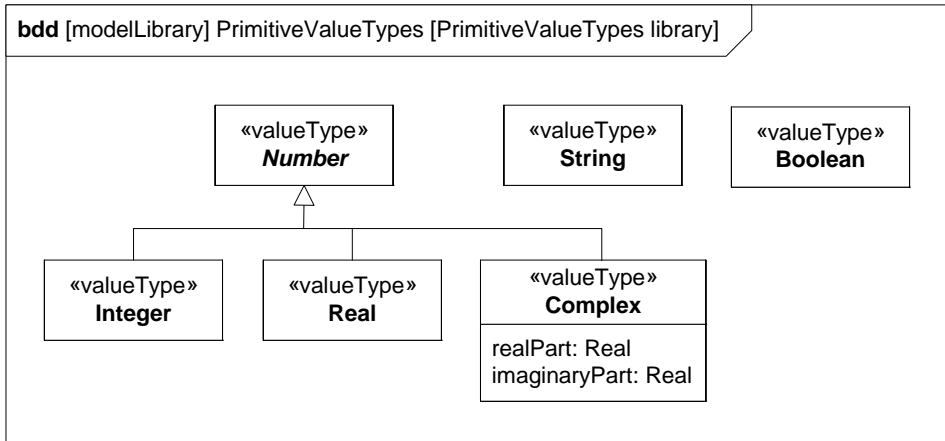 bdd [modelLibrary] PrimitiveValueTypes [PrimitiveValueTypes library]
«valueType»
Number
«valueType»
String
«valueType»
Boolean
«valueType»
Integer
«valueType»
Real
«valueType»
Complex
realPart: Real
imaginaryPart: Real